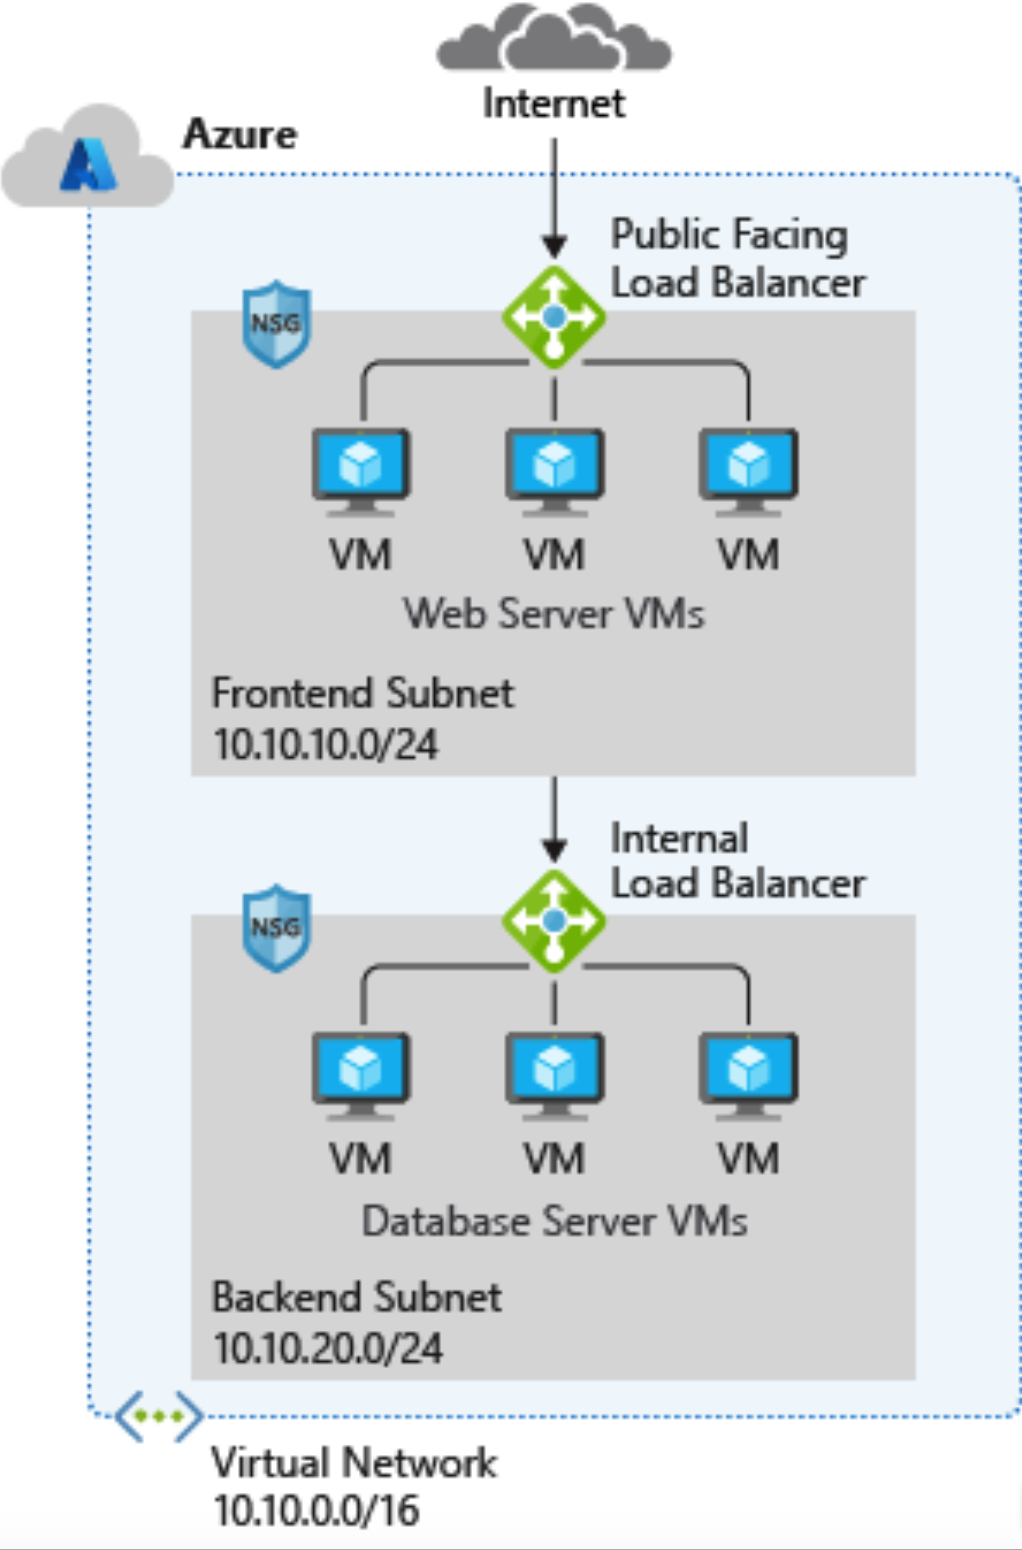 Internet
Azure
Public Facing
Load Balancer
NSG
VM
VM
VM
Web Server VMs
Frontend Subnet
10.10.10.0/24
Internal
Load Balancer
NSG
VM
VM
VM
Database Server VMs
Backend Subnet
10.10.20.0/24
Virtual Network
10.10.0.0/16